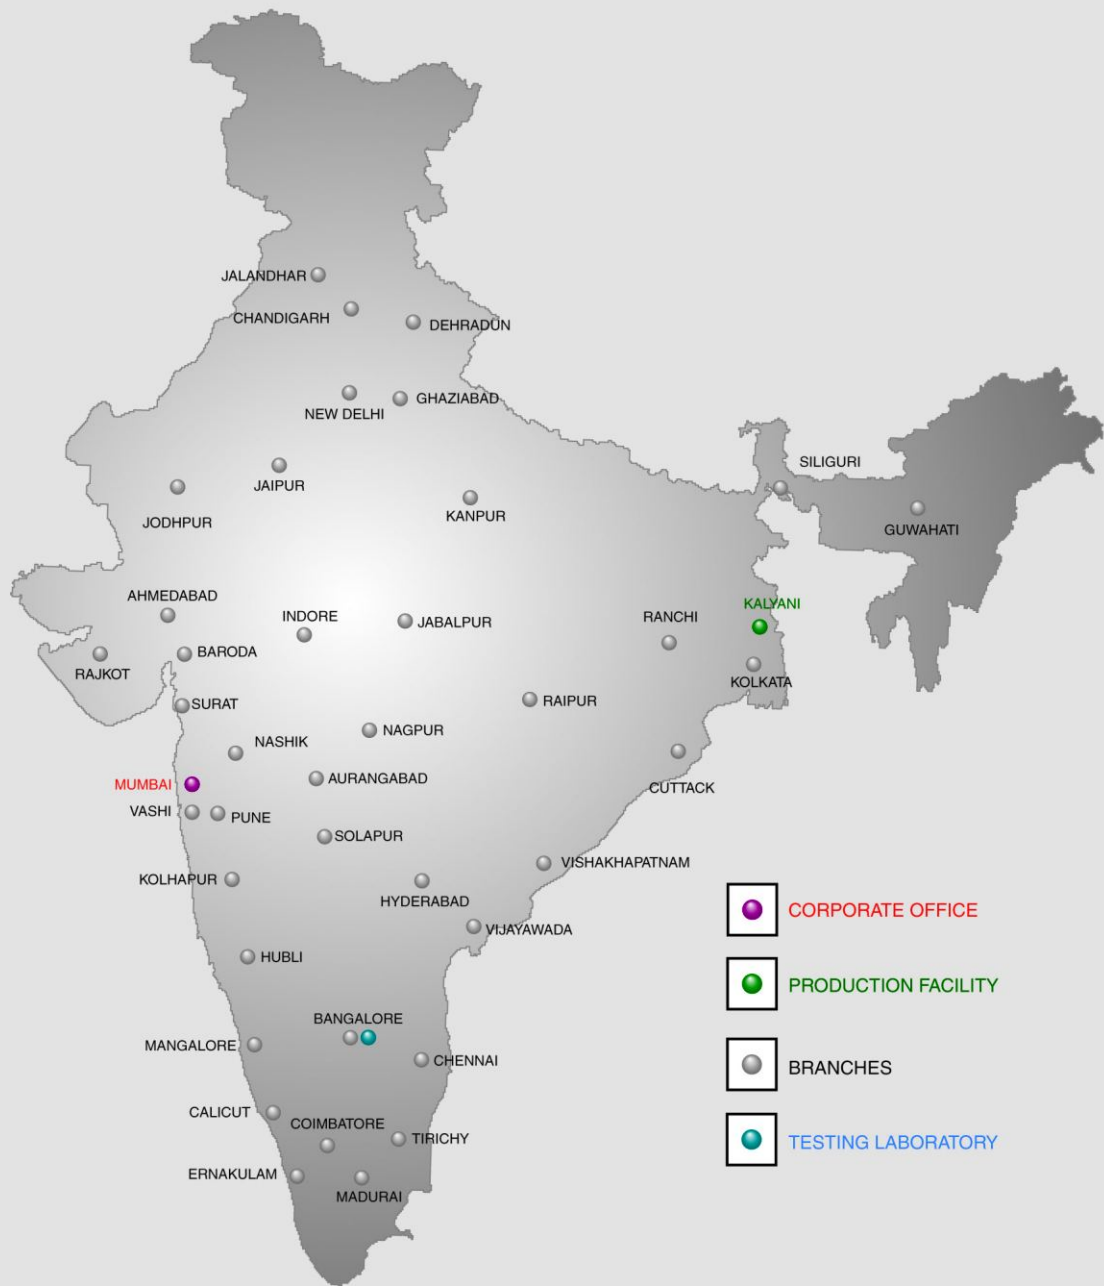 JALANDHAR
CHANDIGARH
DEHRADUN
NEW DELHI
GHAZIABAD
SILIGURI
JAIPUR
JODHPUR
KANPUR
GUWAHATI
AHMEDABAD
INDORE
JABALPUR
RANCHI
KALYANI
RAJKOT
BARODA
KOLKATA
SURAT
RAIPUR
NASHIK
NAGPUR
MUMBAI
AURANGABAD
CUTTACK
VASHI
PUNE
SOLAPUR
VISHAKHAPATNAM
KOLHAPUR
HYDERABAD
VIJAYAWADA
HUBLI
BANGALORE
MANGALORE
CHENNAI
CALICUT
COIMBATORE
TIRICHY
ERNAKULAM
MADURAI
CORPORATE OFFICE
PRODUCTION FACILITY
BRANCHES
TESTING LABORATORY